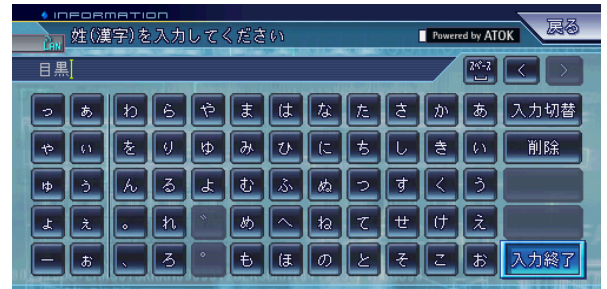 INFORMATION
LAN 姓(漢字)を入力してください Powered by ATOK 戻る
目黒 スペース < >
っ ぁ わ ら や ま は な た さ か あ 入力切替
ゃ ぃ を り ゆ み ひ に ち し き い 削除
ゅ ぅ ん る よ む ふ ぬ つ す く う
ょ ぇ 。 れ ゛ め へ ね て せ け え
ー ぉ 、 ろ ゜ も ほ の と そ こ お 入力終了